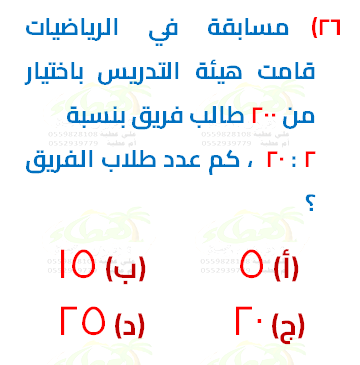 ٢٦) مسابقة في الرياضيات
قامت هيئة التدريس باختيار
من ٢٠٠ طالب فريق بنسبة
٢ : ٢٠ ، كم عدد طلاب الفريق
؟
(أ) ٥ (ب) ١٥
(ج) ٢٠ (د) ٢٥